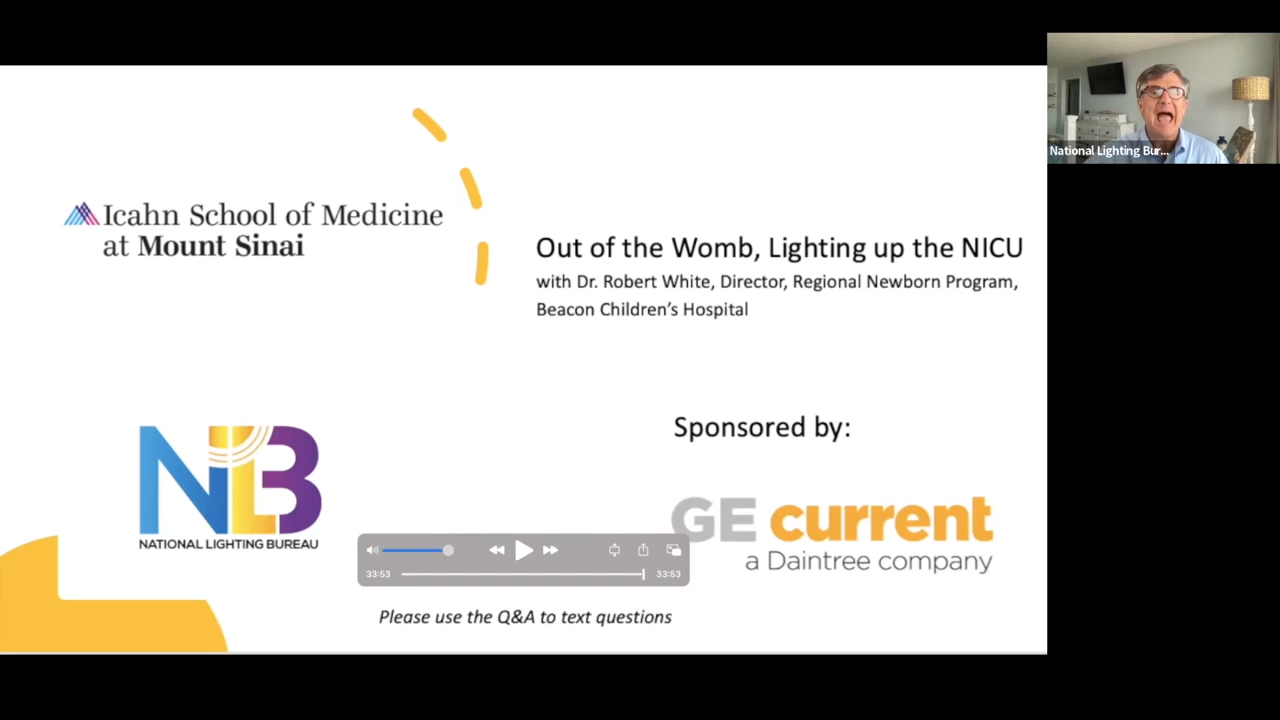 National Lighting Bur...
Icahn School of Medicine
at Mount Sinai
Out of the Womb, Lighting up the NICU
with Dr. Robert White, Director, Regional Newborn Program,
Beacon Children's Hospital
Sponsored by:
NLB
NATIONAL LIGHTING BUREAU
GE current
a Daintree company
33:53
33:53
Please use the Q&A to text questions